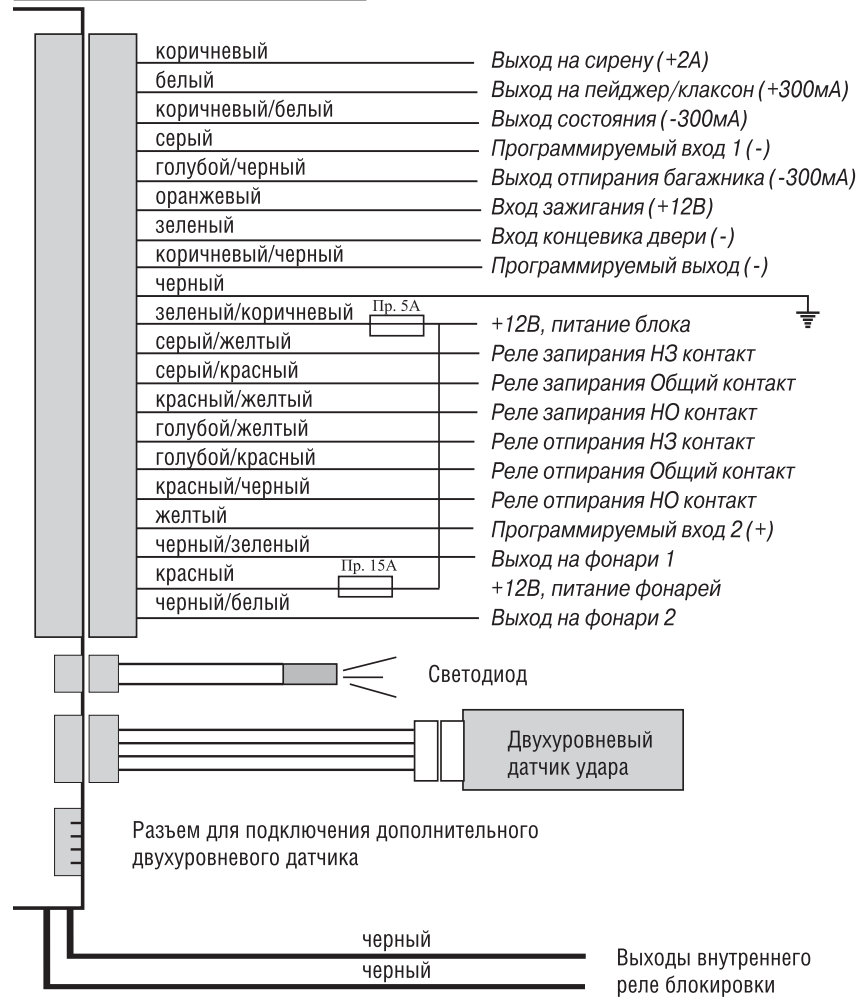 коричневый
Выход на сирену (+2А)
белый
Выход на пейджер/клаксон (+300мА)
коричневый/белый
Выход состояния (-300мА)
серый
Программируемый вход 1 (-)
голубой/черный
Выход отпирания багажника (-300мА)
оранжевый
Вход зажигания (+12В)
зеленый
Вход концевика двери (-)
коричневый/черный
Программируемый выход (-)
черный
зеленый/коричневый
Пр. 5А
+12В, питание блока
серый/желтый
Реле запирания НЗ контакт
серый/красный
Реле запирания Общий контакт
красный/желтый
Реле запирания НО контакт
голубой/желтый
Реле отпирания НЗ контакт
голубой/красный
Реле отпирания Общий контакт
красный/черный
Реле отпирания НО контакт
желтый
Программируемый вход 2 (+)
черный/зеленый
Выход на фонари 1
красный
Пр. 15А
+12В, питание фонарей
черный/белый
Выход на фонари 2
Светодиод
Двухуровневый
датчик удара
Разъем для подключения дополнительного
двухуровневого датчика
черный
черный
Выходы внутреннего
реле блокировки